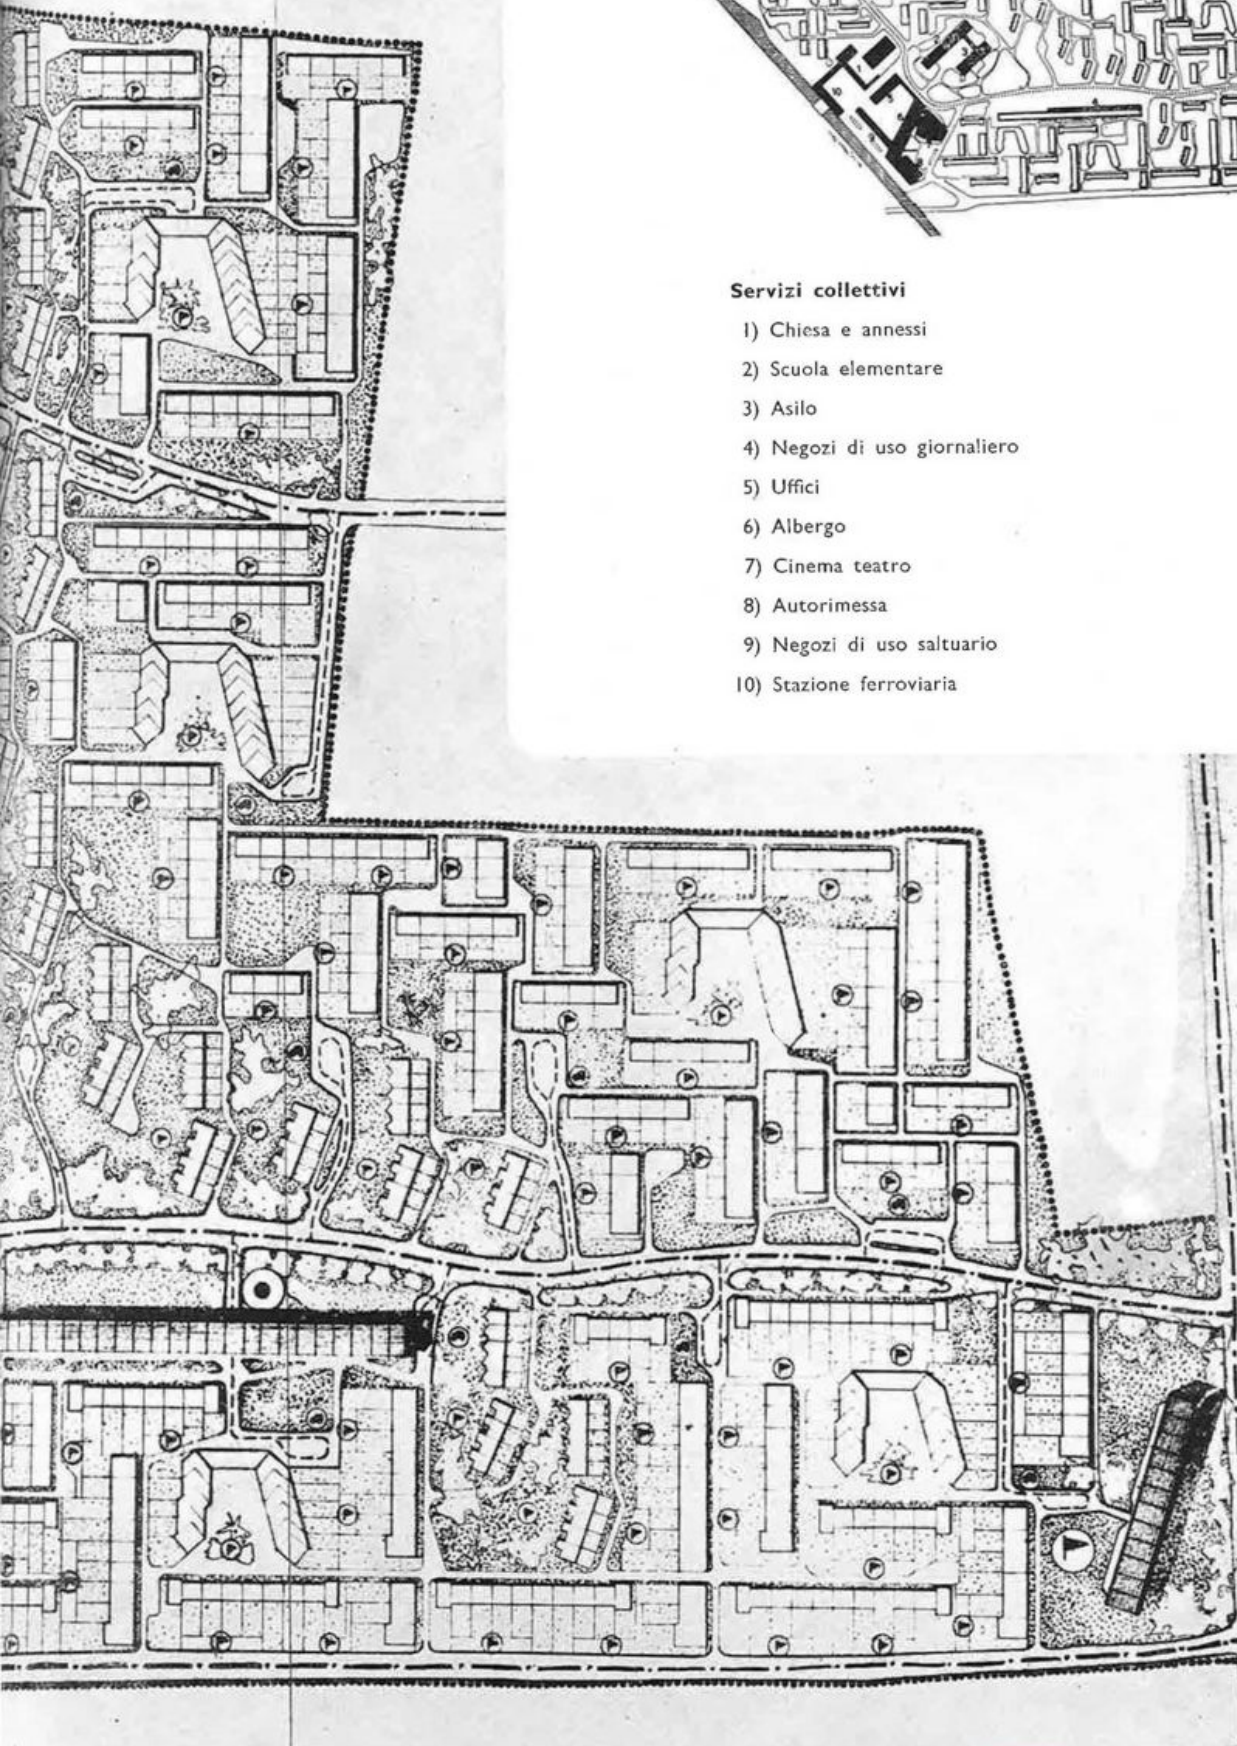 Servizi collettivi
1) Chiesa e annessi
2) Scuola elementare
3) Asilo
4) Negozi di uso giornaliero
5) Uffici
6) Albergo
7) Cinema teatro
8) Autorimessa
9) Negozi di uso saltuario
10) Stazione ferroviaria